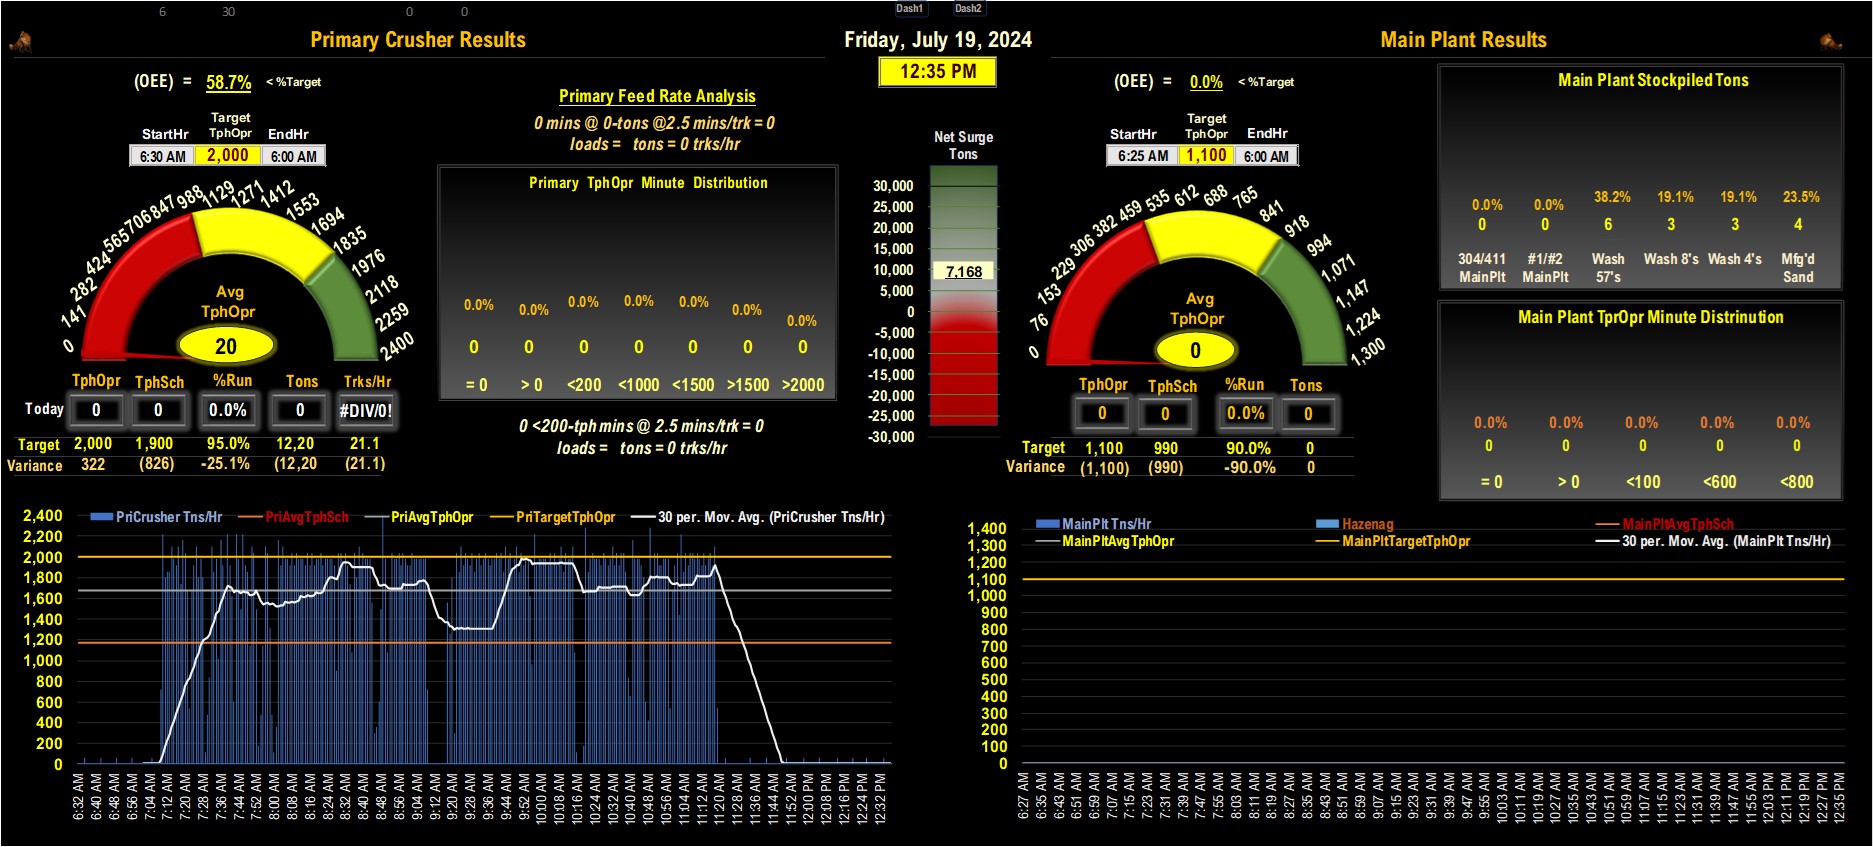 6 30 0 0 Dash1 Dash2
Primary Crusher Results
Friday, July 19, 2024
Main Plant Results
12:35 PM
(OEE) = 58.7% < %Target
Primary Feed Rate Analysis
0 mins @ 0-tons @2.5 mins/trk = 0
loads = tons = 0 trks/hr
StartHr Target TphOpr EndHr
6:30 AM 2,000 6:00 AM
0 141 282 424 565 706 847 988 1129 1271 1412 1553 1694 1835 1976 2118 2259 2400
Avg
TphOpr
20
Primary TphOpr Minute Distribution
0.0% 0.0% 0.0% 0.0% 0.0% 0.0% 0.0%
0 0 0 0 0 0 0
= 0 > 0 <200 <1000 <1500 >1500 >2000
0 <200-tph mins @ 2.5 mins/trk = 0
loads = tons = 0 trks/hr
TphOpr TphSch %Run Tons Trks/Hr
Today 0 0 0.0% 0 #DIV/0!
Target 2,000 1,900 95.0% 12,20 21.1
Variance 322 (826) -25.1% (12,20 (21.1)
Net Surge
Tons
30,000
25,000
20,000
15,000
10,000
7,168
5,000
0
-5,000
-10,000
-15,000
-20,000
-25,000
-30,000
(OEE) = 0.0% < %Target
StartHr Target TphOpr EndHr
6:25 AM 1,100 6:00 AM
0 76 153 229 306 382 459 535 612 688 765 841 918 994 1,071 1,147 1,224 1,300
Avg
TphOpr
0
TphOpr TphSch %Run Tons
0 0 0.0% 0
Target 1,100 990 90.0% 0
Variance (1,100) (990) -90.0% 0
Main Plant Stockpiled Tons
0.0% 0.0% 38.2% 19.1% 19.1% 23.5%
0 0 6 3 3 4
304/411 #1/#2 Wash Wash 8's Wash 4's Mfg'd
MainPlt MainPlt 57's Sand
Main Plant TprOpr Minute Distrinution
0.0% 0.0% 0.0% 0.0% 0.0%
0 0 0 0 0
= 0 > 0 <100 <600 <800
PriCrusher Tns/Hr PriAvgTphSch PriAvgTphOpr PriTargetTphOpr 30 per. Mov. Avg. (PriCrusher Tns/Hr)
2,400
2,200
2,000
1,800
1,600
1,400
1,200
1,000
800
600
400
200
0
6:32 AM 6:40 AM 6:48 AM 6:56 AM 7:04 AM 7:12 AM 7:20 AM 7:28 AM 7:36 AM 7:44 AM 7:52 AM 8:00 AM 8:08 AM 8:16 AM 8:24 AM 8:32 AM 8:40 AM 8:48 AM 8:56 AM 9:04 AM 9:12 AM 9:20 AM 9:28 AM 9:36 AM 9:44 AM 9:52 AM 10:00 AM 10:08 AM 10:16 AM 10:24 AM 10:32 AM 10:40 AM 10:48 AM 10:56 AM 11:04 AM 11:12 AM 11:20 AM 11:28 AM 11:36 AM 11:44 AM 11:52 AM 12:00 PM 12:08 PM 12:16 PM 12:24 PM 12:32 PM
MainPlt Tns/Hr Hazenag MainPltAvgTphSch
MainPltAvgTphOpr MainPltTargetTphOpr 30 per. Mov. Avg. (MainPlt Tns/Hr)
1,400
1,300
1,200
1,100
1,000
900
800
700
600
500
400
300
200
100
0
6:27 AM 6:35 AM 6:43 AM 6:51 AM 6:59 AM 7:07 AM 7:15 AM 7:23 AM 7:31 AM 7:39 AM 7:47 AM 7:55 AM 8:03 AM 8:11 AM 8:19 AM 8:27 AM 8:35 AM 8:43 AM 8:51 AM 8:59 AM 9:07 AM 9:15 AM 9:23 AM 9:31 AM 9:39 AM 9:47 AM 9:55 AM 10:03 AM 10:11 AM 10:19 AM 10:27 AM 10:35 AM 10:43 AM 10:51 AM 10:59 AM 11:07 AM 11:15 AM 11:23 AM 11:31 AM 11:39 AM 11:47 AM 11:55 AM 12:03 PM 12:11 PM 12:19 PM 12:27 PM 12:35 PM